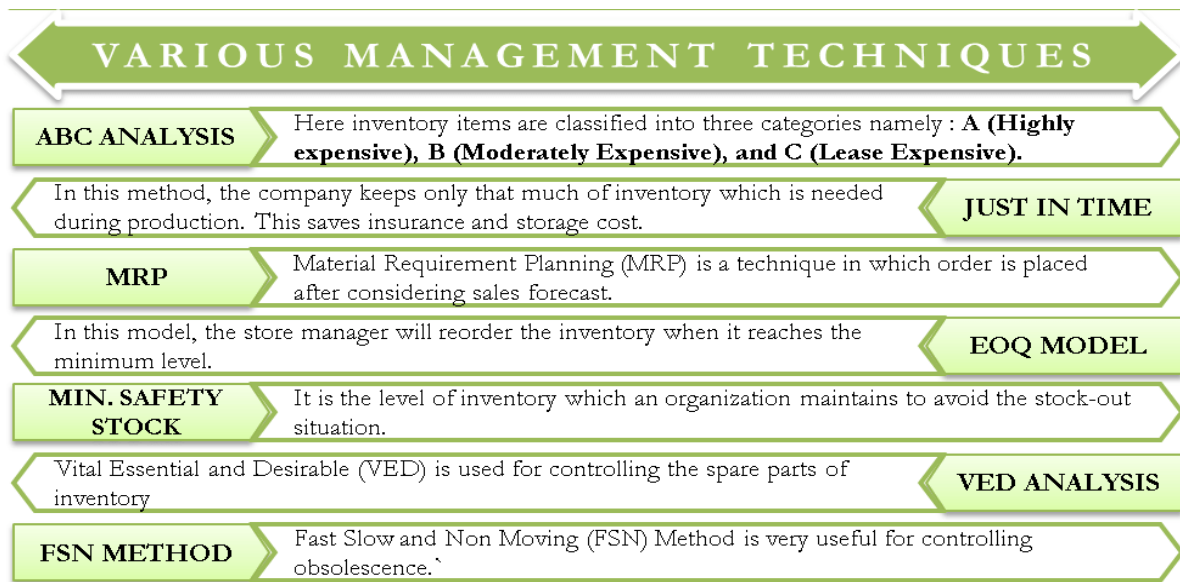 VARIOUS MANAGEMENT TECHNIQUES
ABC ANALYSIS
Here inventory items are classified into three categories namely : A (Highly
expensive), B (Moderately Expensive), and C (Lease Expensive).
In this method, the company keeps only that much of inventory which is needed
during production. This saves insurance and storage cost.
JUST IN TIME
MRP
Material Requirement Planning (MRP) is a technique in which order is placed
after considering sales forecast.
In this model, the store manager will reorder the inventory when it reaches the
minimum level.
EOQ MODEL
MIN. SAFETY
STOCK
It is the level of inventory which an organization maintains to avoid the stock-out
situation.
Vital Essential and Desirable (VED) is used for controlling the spare parts of
inventory
VED ANALYSIS
FSN METHOD
Fast Slow and Non Moving (FSN) Method is very useful for controlling
obsolescence.`